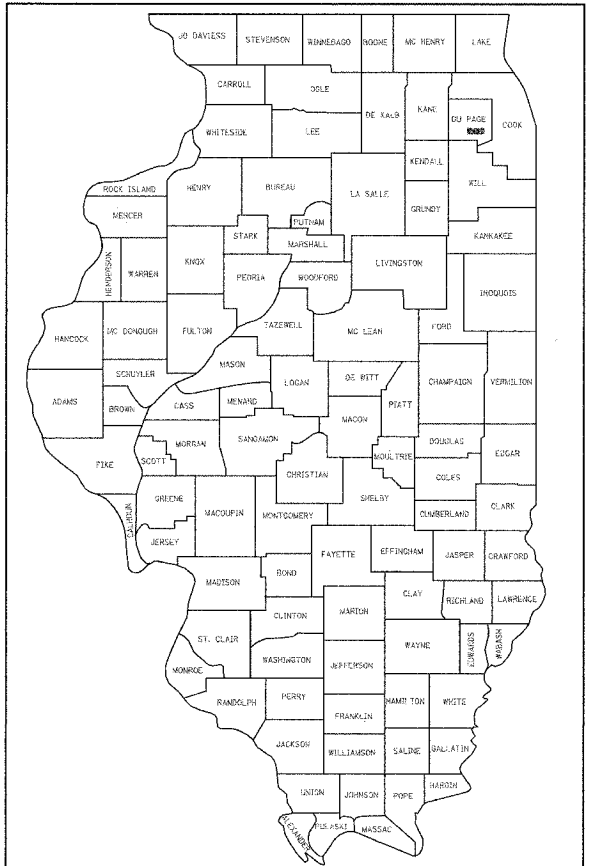 JO DAVIESS STEVENSON WINNEBAGO BOONE MC HENRY LAKE
CARROLL OGLE
DE KALB KANE DU PAGE COOK
WHITESIDE LEE
KENDALL WILL
ROCK ISLAND HENRY BUREAU LA SALLE
GRUNDY
MERCER PUTNAM
STARK MARSHALL KANKAKEE
HENDERSON WARREN KNOX PEORIA WOODFORD LIVINGSTON
IROQUOIS
HANCOCK MC DONOUGH FULTON TAZEWELL MC LEAN FORD
SCHUYLER MASON
ADAMS BROWN CASS MENARD LOGAN DE WITT PIATT CHAMPAIGN VERMILION
MACON
MORGAN SANGAMON DOUGLAS
PIKE SCOTT CHRISTIAN MOULTRIE COLES EDGAR
CALHOUN GREENE MACOUPIN MONTGOMERY SHELBY CUMBERLAND CLARK
JERSEY FAYETTE EFFINGHAM JASPER CRAWFORD
MADISON BOND
CLAY RICHLAND LAWRENCE
CLINTON MARION
ST. CLAIR WAYNE EDWARDS WABASH
WASHINGTON JEFFERSON
MONROE
RANDOLPH PERRY HAMILTON WHITE
FRANKLIN
JACKSON WILLIAMSON SALINE GALLATIN
UNION JOHNSON POPE HARDIN
ALEXANDER PULASKI MASSAC